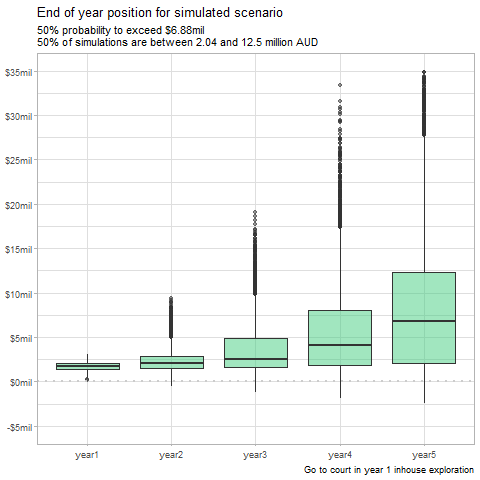 End of year position for simulated scenario
50% probability to exceed $6.88mil
50% of simulations are between 2.04 and 12.5 million AUD
$35mil
$30mil
$25mil
$20mil
$15mil
$10mil
$5mil
$0mil
-$5mil
year1 year2 year3 year4 year5
Go to court in year 1 inhouse exploration